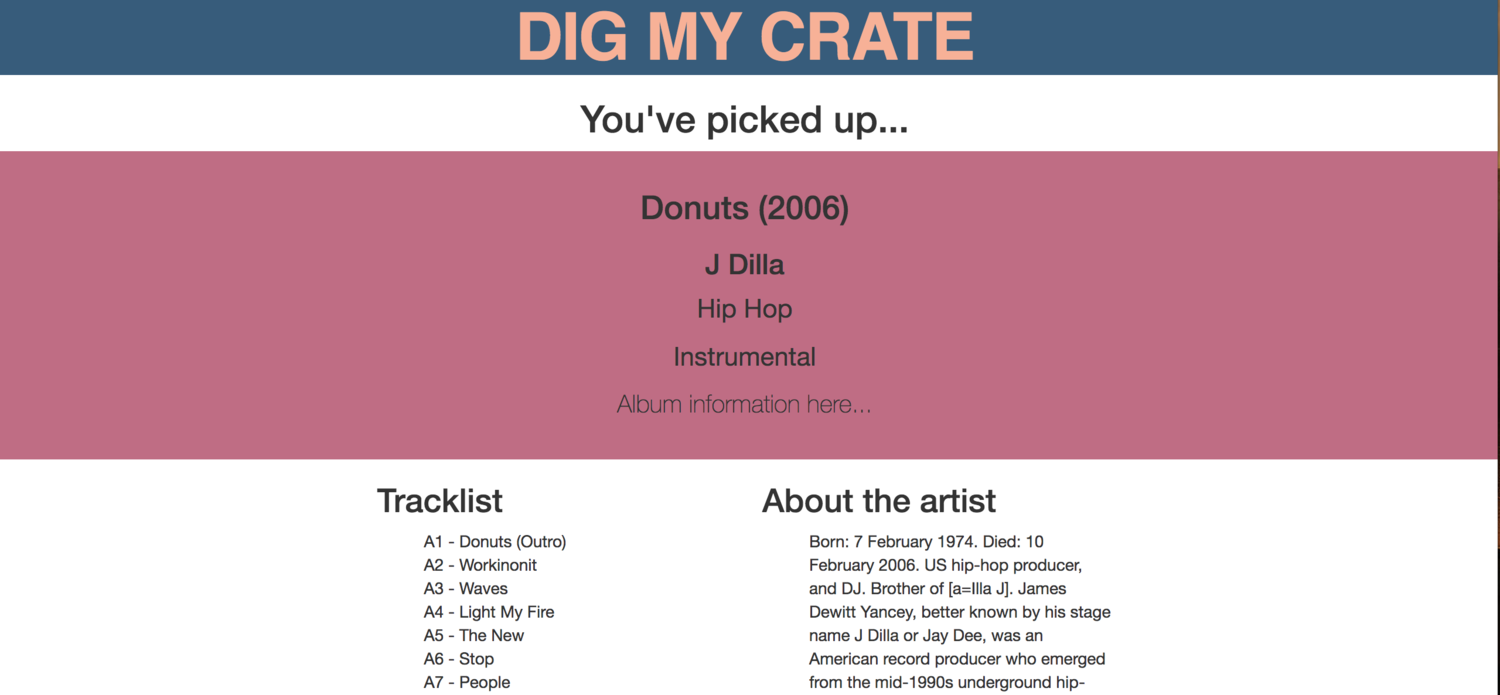 DIG MY CRATE
You've picked up...
Donuts (2006)
J Dilla
Hip Hop
Instrumental
Album information here...
Tracklist
A1 - Donuts (Outro)
A2 - Workinonit
A3 - Waves
A4 - Light My Fire
A5 - The New
A6 - Stop
A7 - People
About the artist
Born: 7 February 1974. Died: 10
February 2006. US hip-hop producer,
and DJ. Brother of [a=Illa J]. James
Dewitt Yancey, better known by his stage
name J Dilla or Jay Dee, was an
American record producer who emerged
from the mid-1990s underground hip-